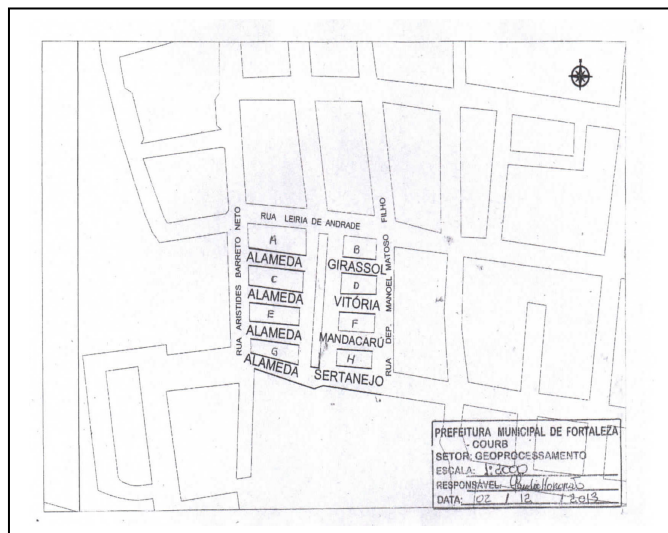 RUA LEIRIA DE ANDRADE
RUA ARISTIDES BARRETO NETO
RUA DEP. MANOEL MATOSO FILHO
A
B
ALAMEDA GIRASSOL
C
D
ALAMEDA VITÓRIA
E
F
ALAMEDA MANDACARÚ
G
H
ALAMEDA SERTANEJO
PREFEITURA MUNICIPAL DE FORTALEZA
- COURB
SETOR: GEOPROCESSAMENTO
ESCALA: 1:2000
RESPONSÁVEL:
DATA: 02 / 12 / 2013